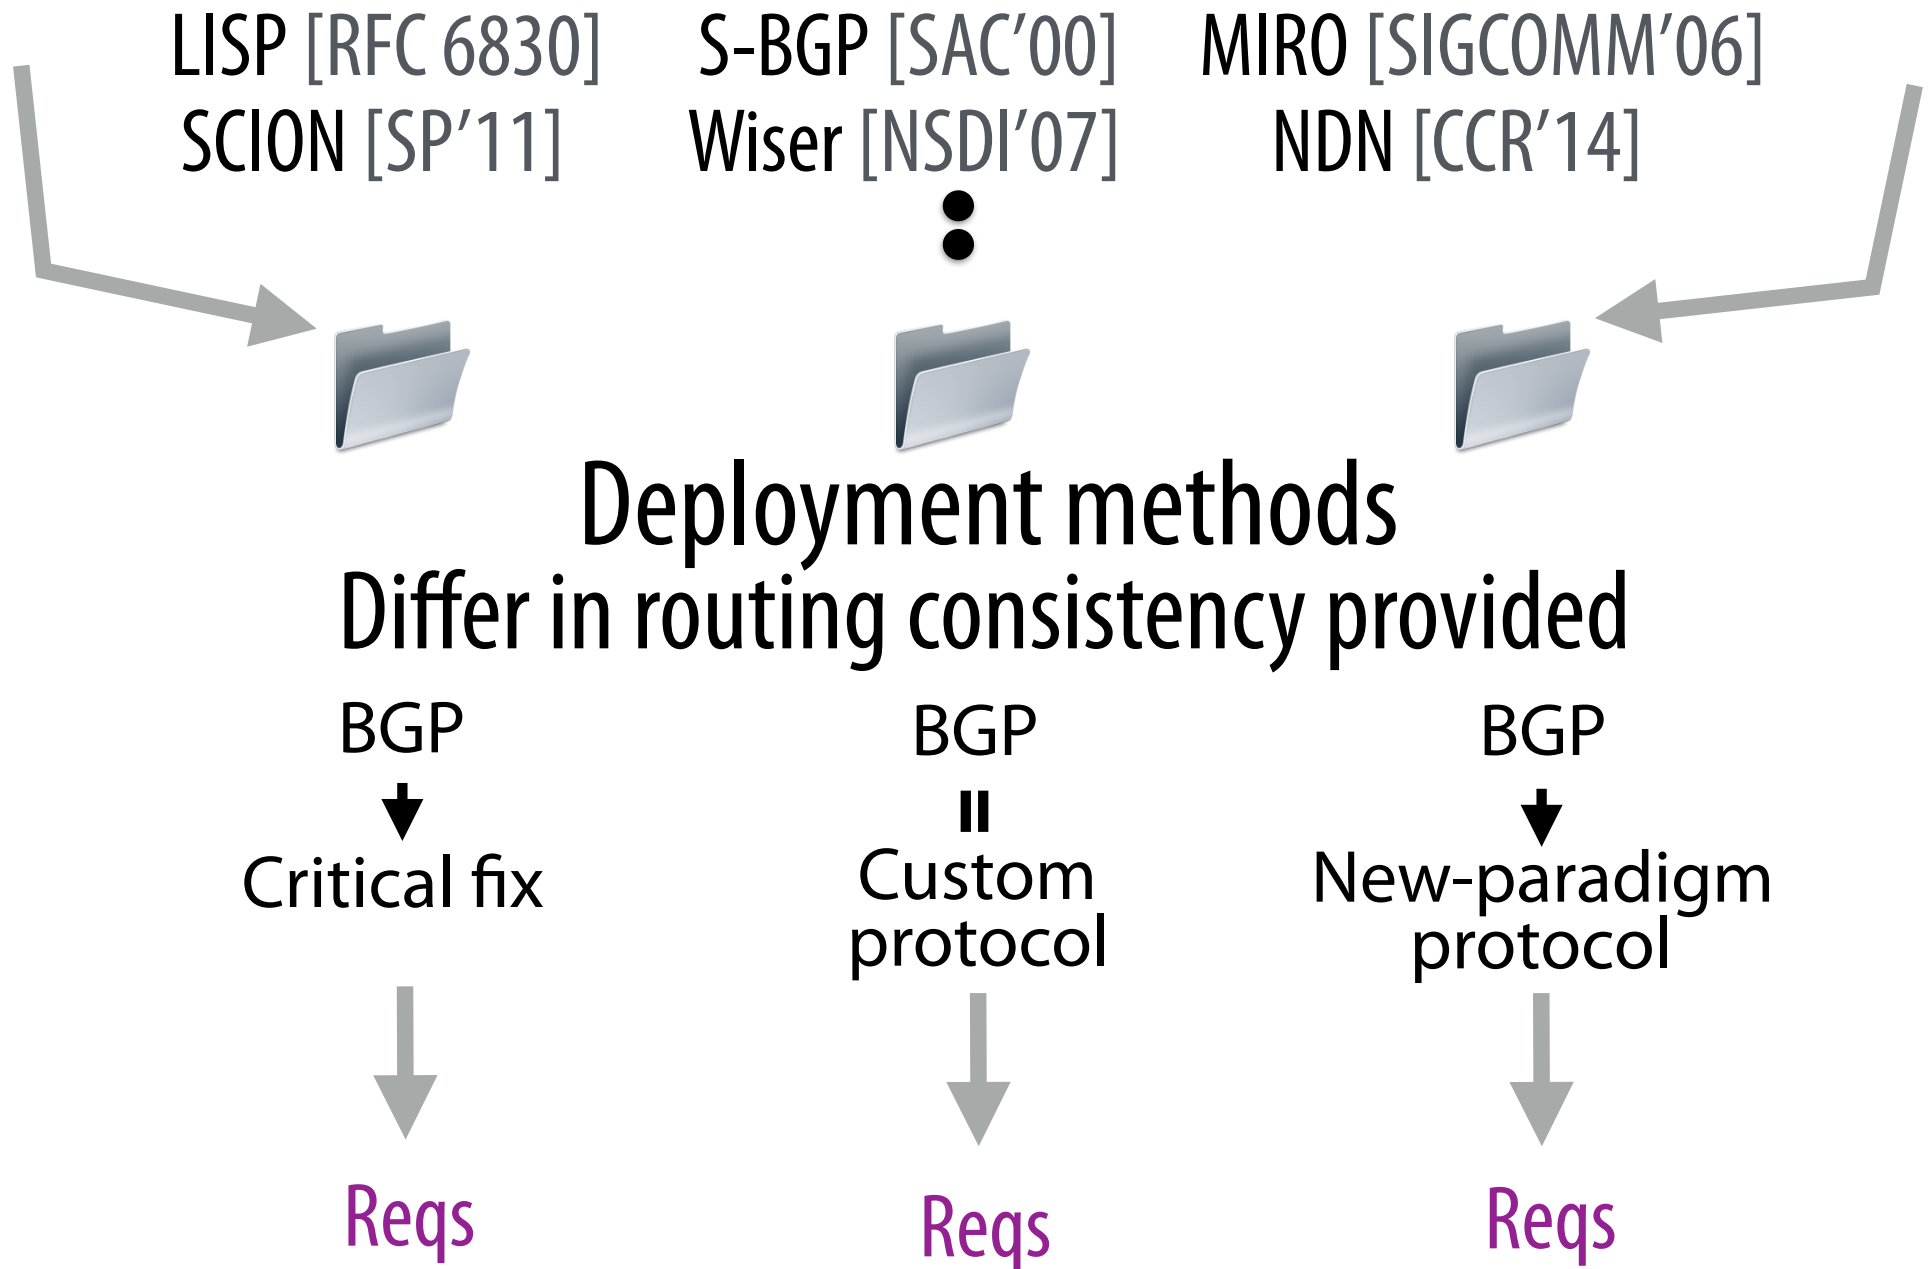 LISP [RFC 6830] S-BGP [SAC’00] MIRO [SIGCOMM’06]
SCION [SP’11] Wiser [NSDI’07] NDN [CCR’14]
Deployment methods
Differ in routing consistency provided
BGP BGP BGP
Critical fix Custom New-paradigm
protocol protocol
Reqs Reqs Reqs